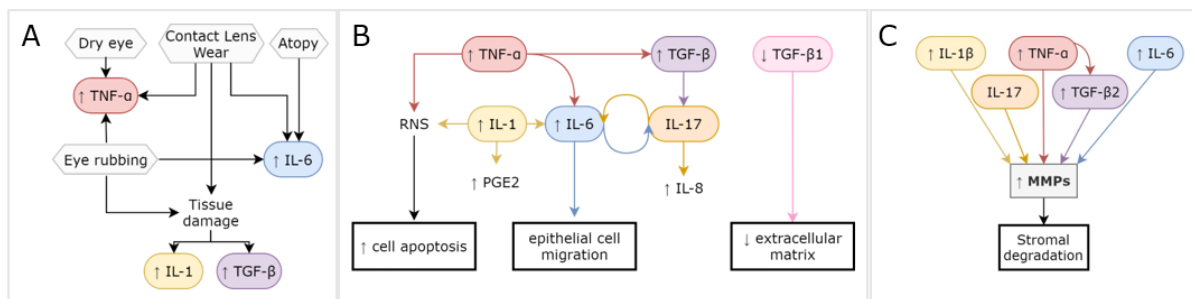 A
Dry eye
Contact Lens
Wear
Atopy
↑ TNF-α
Eye rubbing
↑ IL-6
Tissue
damage
↑ IL-1
↑ TGF-β
B
↑ TNF-α
↑ TGF-β
↓ TGF-β1
RNS
↑ IL-1
↑ IL-6
IL-17
↑ PGE2
↑ IL-8
↑ cell apoptosis
epithelial cell
migration
↓ extracellular
matrix
C
↑ IL-1β
↑ TNF-α
↑ IL-6
IL-17
↑ TGF-β2
↑ MMPs
Stromal
degradation